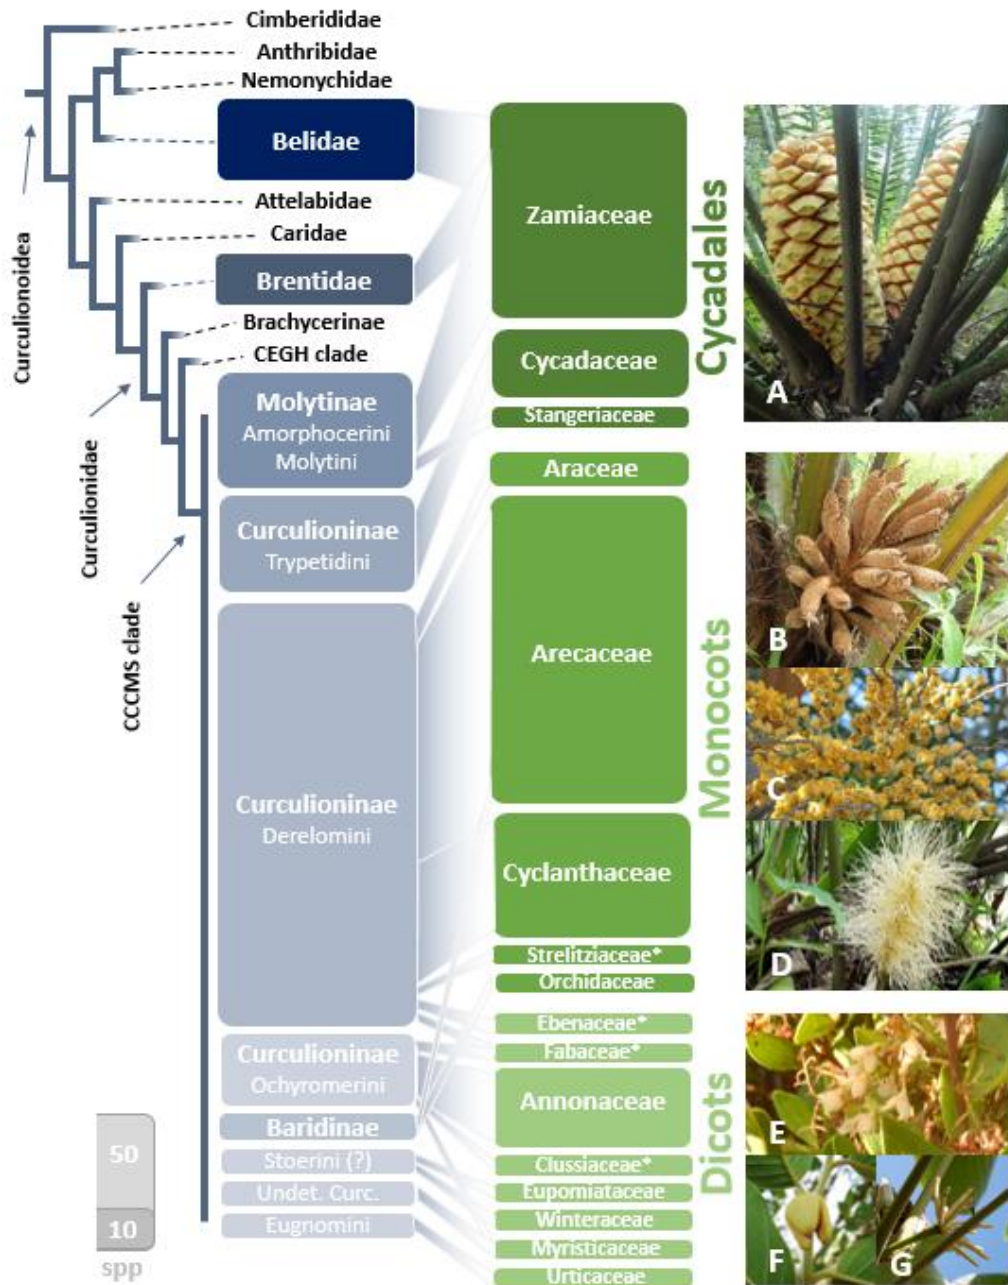 Cimberididae
Anthribidae
Nemonychidae
Belidae
Attelabidae
Caridae
Brentidae
Brachycerinae
CEGH clade
Molytinae
Amorphocerini
Molytini
Curculioninae
Trypetidini
Curculioninae
Derelomini
Curculioninae
Ochyromerini
Baridinae
Stoerini (?)
Undet. Curc.
Eugnomini
Curculionoidea
Curculionidae
CCCMS clade
50
10
spp
Zamiaceae
Cycadaceae
Stangeriaceae
Araceae
Arecaceae
Cyclanthaceae
Strelitziaceae*
Orchidaceae
Ebenaceae*
Fabaceae*
Annonaceae
Clussiaceae*
Eupomiataceae
Winteraceae
Myristicaceae
Urticaceae
Cycadales
Monocots
Dicots
A
B
C
D
E
F
G